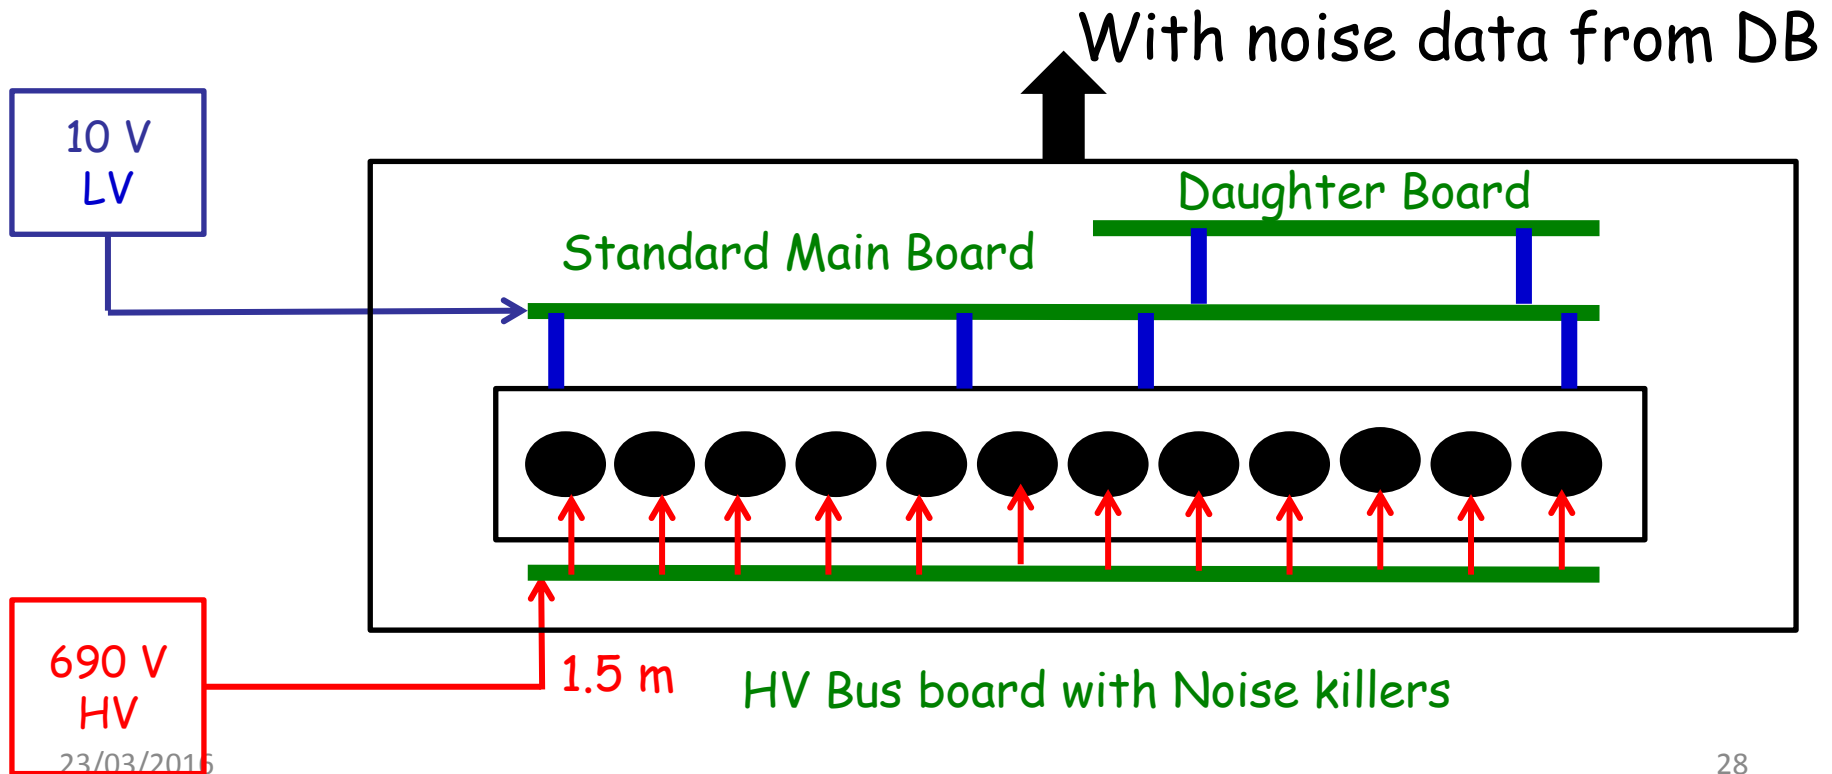 With noise data from DB
10 V
LV
Daughter Board
Standard Main Board
690 V
HV
1.5 m
HV Bus board with Noise killers
23/03/2016
28